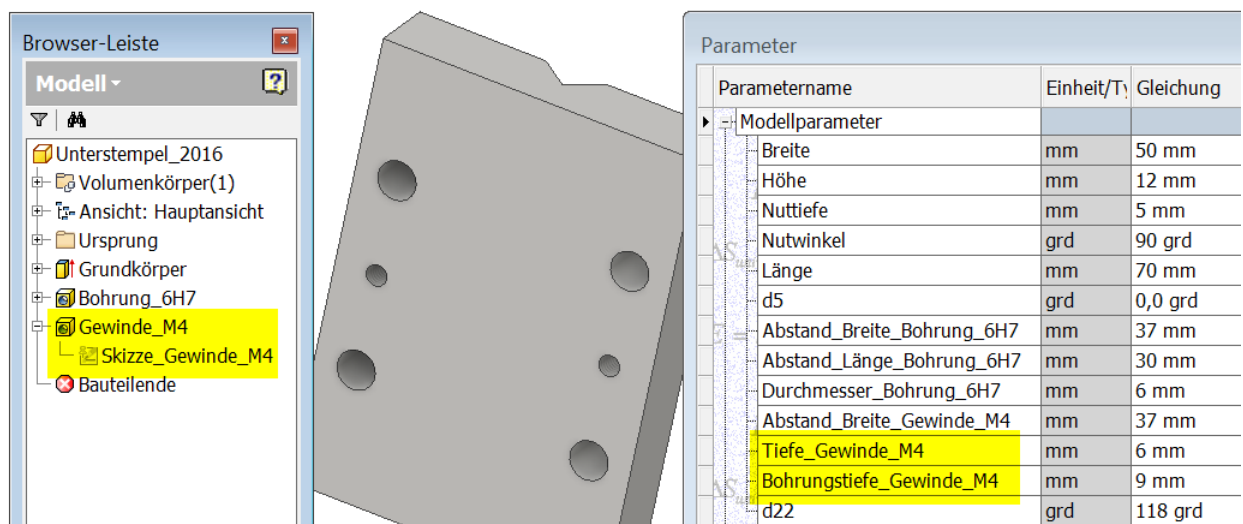 Browser-Leiste
Modell
Unterstempel_2016
Volumenkörper(1)
Ansicht: Hauptansicht
Ursprung
Grundkörper
Bohrung_6H7
Gewinde_M4
Skizze_Gewinde_M4
Bauteilende
Parameter
Parametername Einheit/Ty Gleichung
Modellparameter
Breite mm 50 mm
Höhe mm 12 mm
Nuttiefe mm 5 mm
Nutwinkel grd 90 grd
Länge mm 70 mm
d5 grd 0,0 grd
Abstand_Breite_Bohrung_6H7 mm 37 mm
Abstand_Länge_Bohrung_6H7 mm 30 mm
Durchmesser_Bohrung_6H7 mm 6 mm
Abstand_Breite_Gewinde_M4 mm 37 mm
Tiefe_Gewinde_M4 mm 6 mm
Bohrungstiefe_Gewinde_M4 mm 9 mm
d22 grd 118 grd